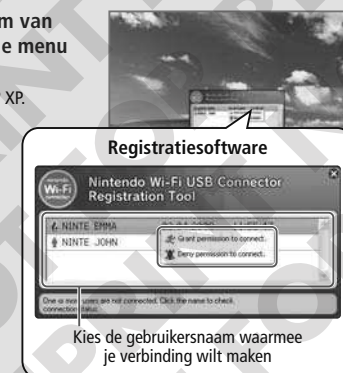 m van
e menu
XP.
Registratiesoftware
Wi-Fi
Nintendo Wi-Fi USB Connector
Registration Tool
NINTE EMMA
NINTE JOHN
Grant permission to connect.
Deny permission to connect.
One or more users are not connected. Click the name to check
connection status.
Kies de gebruikersnaam waarmee
je verbinding wilt maken